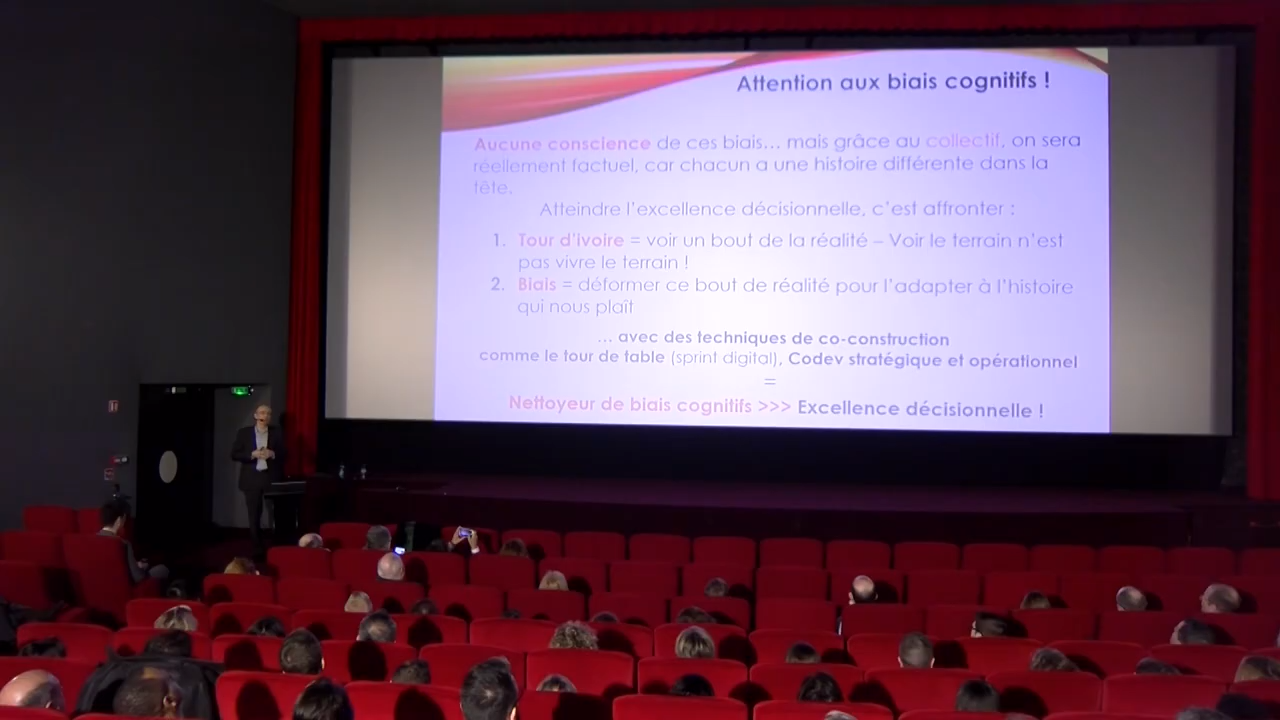 Attention aux biais cognitifs !
Aucune conscience de ces biais... mais grâce au collectif, on sera
réellement factuel, car chacun a une histoire différente dans la
tête.
Atteindre l'excellence décisionnelle, c'est affronter :
1. Tour d'ivoire = voir un bout de la réalité – Voir le terrain n'est
pas vivre le terrain !
2. Biais = déformer ce bout de réalité pour l'adapter à l'histoire
qui nous plaît
... avec des techniques de co-construction
comme le tour de table (sprint digital), Codev stratégique et opérationnel
=
Nettoyeur de biais cognitifs >>> Excellence décisionnelle !